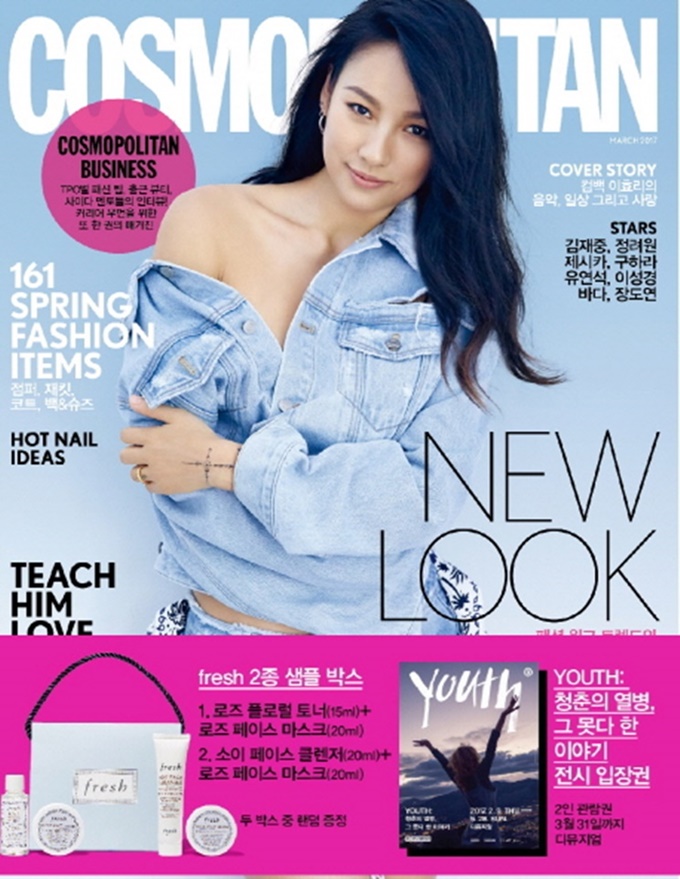 COSMOPOLITAN
MARCH 2017
COSMOPOLITAN
BUSINESS
TPO별 패션 팁, 출근 뷰티,
사이다 멘토들의 인터뷰!
커리어 우먼을 위한
또 한 권의 매거진
COVER STORY
컴백 이효리의
음악, 일상 그리고 사랑
STARS
김재중, 정려원
제시카, 구하라
유연석, 이성경
바다, 장도연
161
SPRING
FASHION
ITEMS
점퍼, 재킷,
코트, 백&슈즈
HOT NAIL
IDEAS
NEW
LOOK
TEACH
HIM
LOVE
fresh 2종 샘플 박스
1. 로즈 플로럴 토너(15ml)+
로즈 페이스 마스크(20ml)
2. 소이 페이스 클렌저(20ml)+
로즈 페이스 마스크(20ml)
두 박스 중 랜덤 증정
fresh
youth
YOUTH:
디뮤지엄
YOUTH:
청춘의 열병,
그 못다 한
이야기
전시 입장권
2인 관람권
3월 31일까지
디뮤지엄